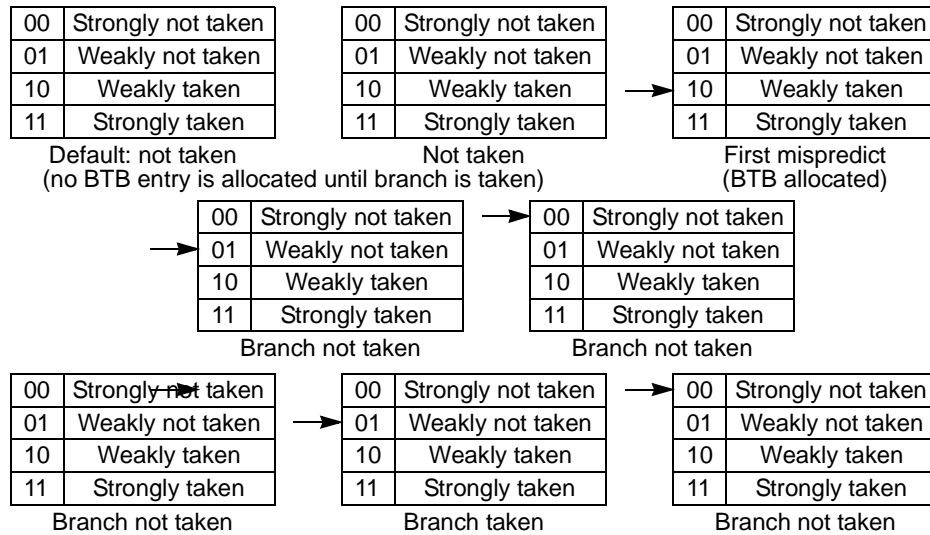 00 Strongly not taken 00 Strongly not taken 00 Strongly not taken
01 Weakly not taken 01 Weakly not taken 01 Weakly not taken
10 Weakly taken 10 Weakly taken 10 Weakly taken
11 Strongly taken 11 Strongly taken 11 Strongly taken
Default: not taken Not taken First mispredict
(no BTB entry is allocated until branch is taken) (BTB allocated)
00 Strongly not taken 00 Strongly not taken
01 Weakly not taken 01 Weakly not taken
10 Weakly taken 10 Weakly taken
11 Strongly taken 11 Strongly taken
Branch not taken Branch not taken
00 Strongly not taken 00 Strongly not taken 00 Strongly not taken
01 Weakly not taken 01 Weakly not taken 01 Weakly not taken
10 Weakly taken 10 Weakly taken 10 Weakly taken
11 Strongly taken 11 Strongly taken 11 Strongly taken
Branch not taken Branch taken Branch not taken